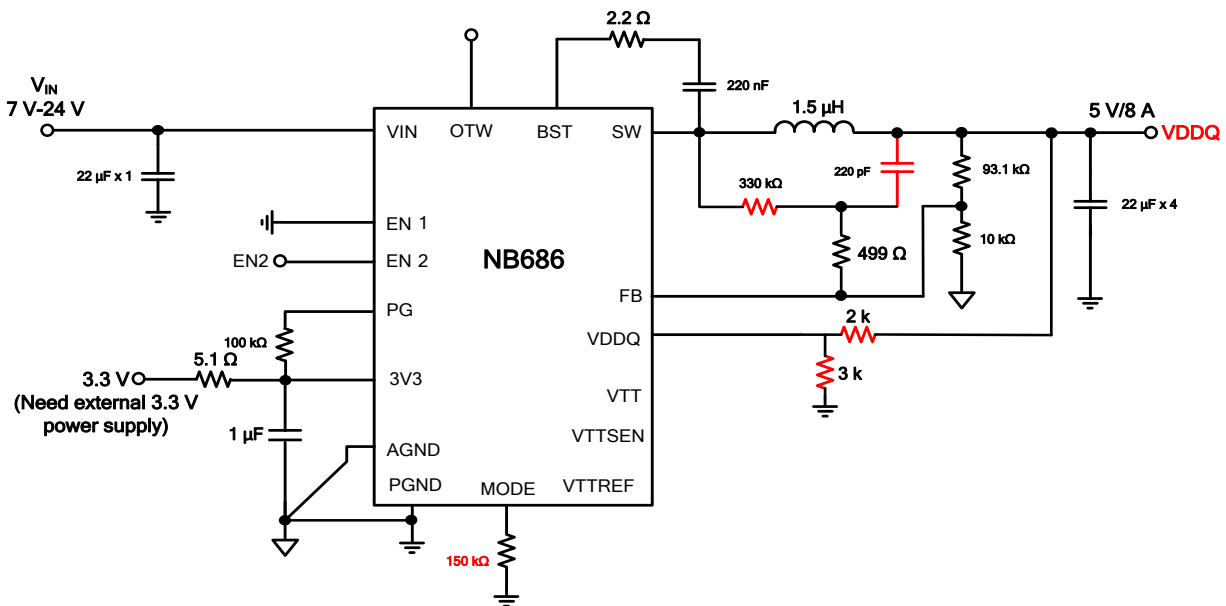 2.2 Ω
V_IN
7 V-24 V
220 nF
1.5 µH
5 V/8 A
VDDQ
VIN
OTW
BST
SW
22 µF x 1
330 kΩ
220 pF
93.1 kΩ
22 µF x 4
EN 1
EN2
EN 2
NB686
499 Ω
10 kΩ
FB
PG
100 kΩ
2 k
VDDQ
5.1 Ω
3.3 V
(Need external 3.3 V
power supply)
3V3
3 k
VTT
1 µF
AGND
VTTSEN
PGND
MODE
VTTREF
150 kΩ